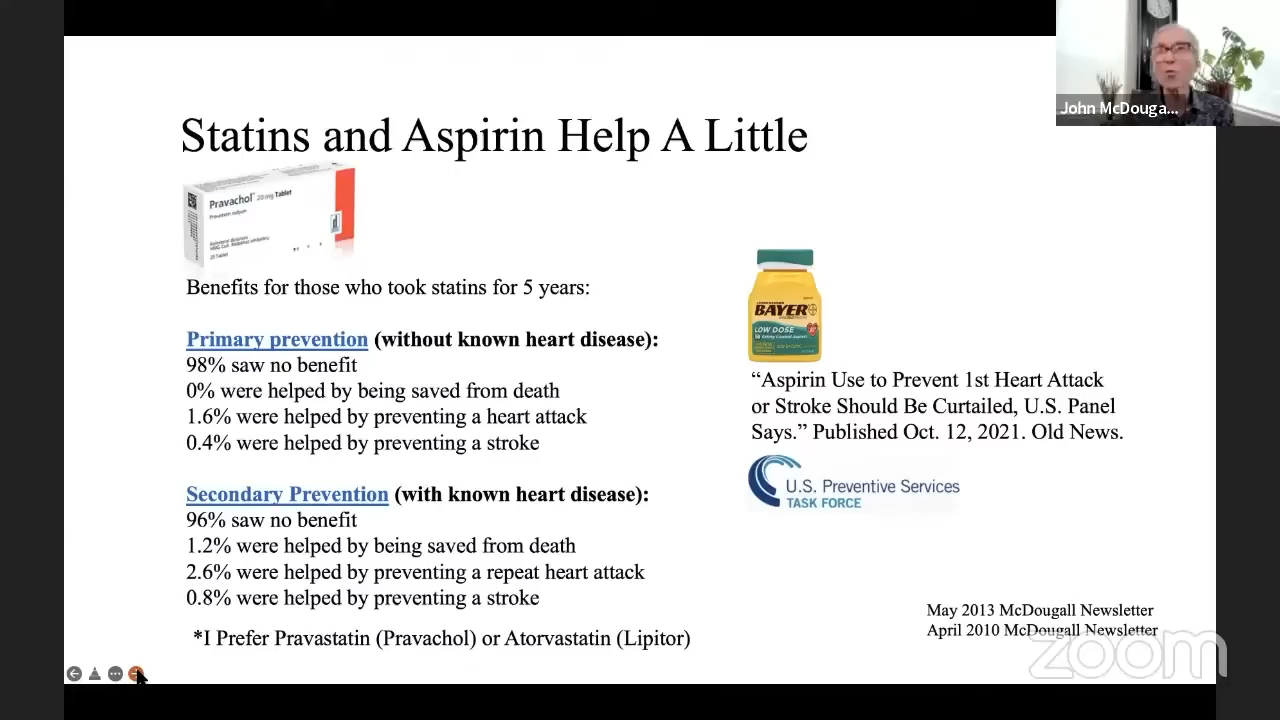 John McDouga...
Statins and Aspirin Help A Little
Pravachol 20 mg Tablet
Benefits for those who took statins for 5 years:
Primary prevention (without known heart disease):
98% saw no benefit
0% were helped by being saved from death
1.6% were helped by preventing a heart attack
0.4% were helped by preventing a stroke
Secondary Prevention (with known heart disease):
96% saw no benefit
1.2% were helped by being saved from death
2.6% were helped by preventing a repeat heart attack
0.8% were helped by preventing a stroke
*I Prefer Pravastatin (Pravachol) or Atorvastatin (Lipitor)
BAYER
LOW DOSE
“Aspirin Use to Prevent 1st Heart Attack
or Stroke Should Be Curtailed, U.S. Panel
Says.” Published Oct. 12, 2021. Old News.
U.S. Preventive Services
TASK FORCE
May 2013 McDougall Newsletter
April 2010 McDougall Newsletter
zoom